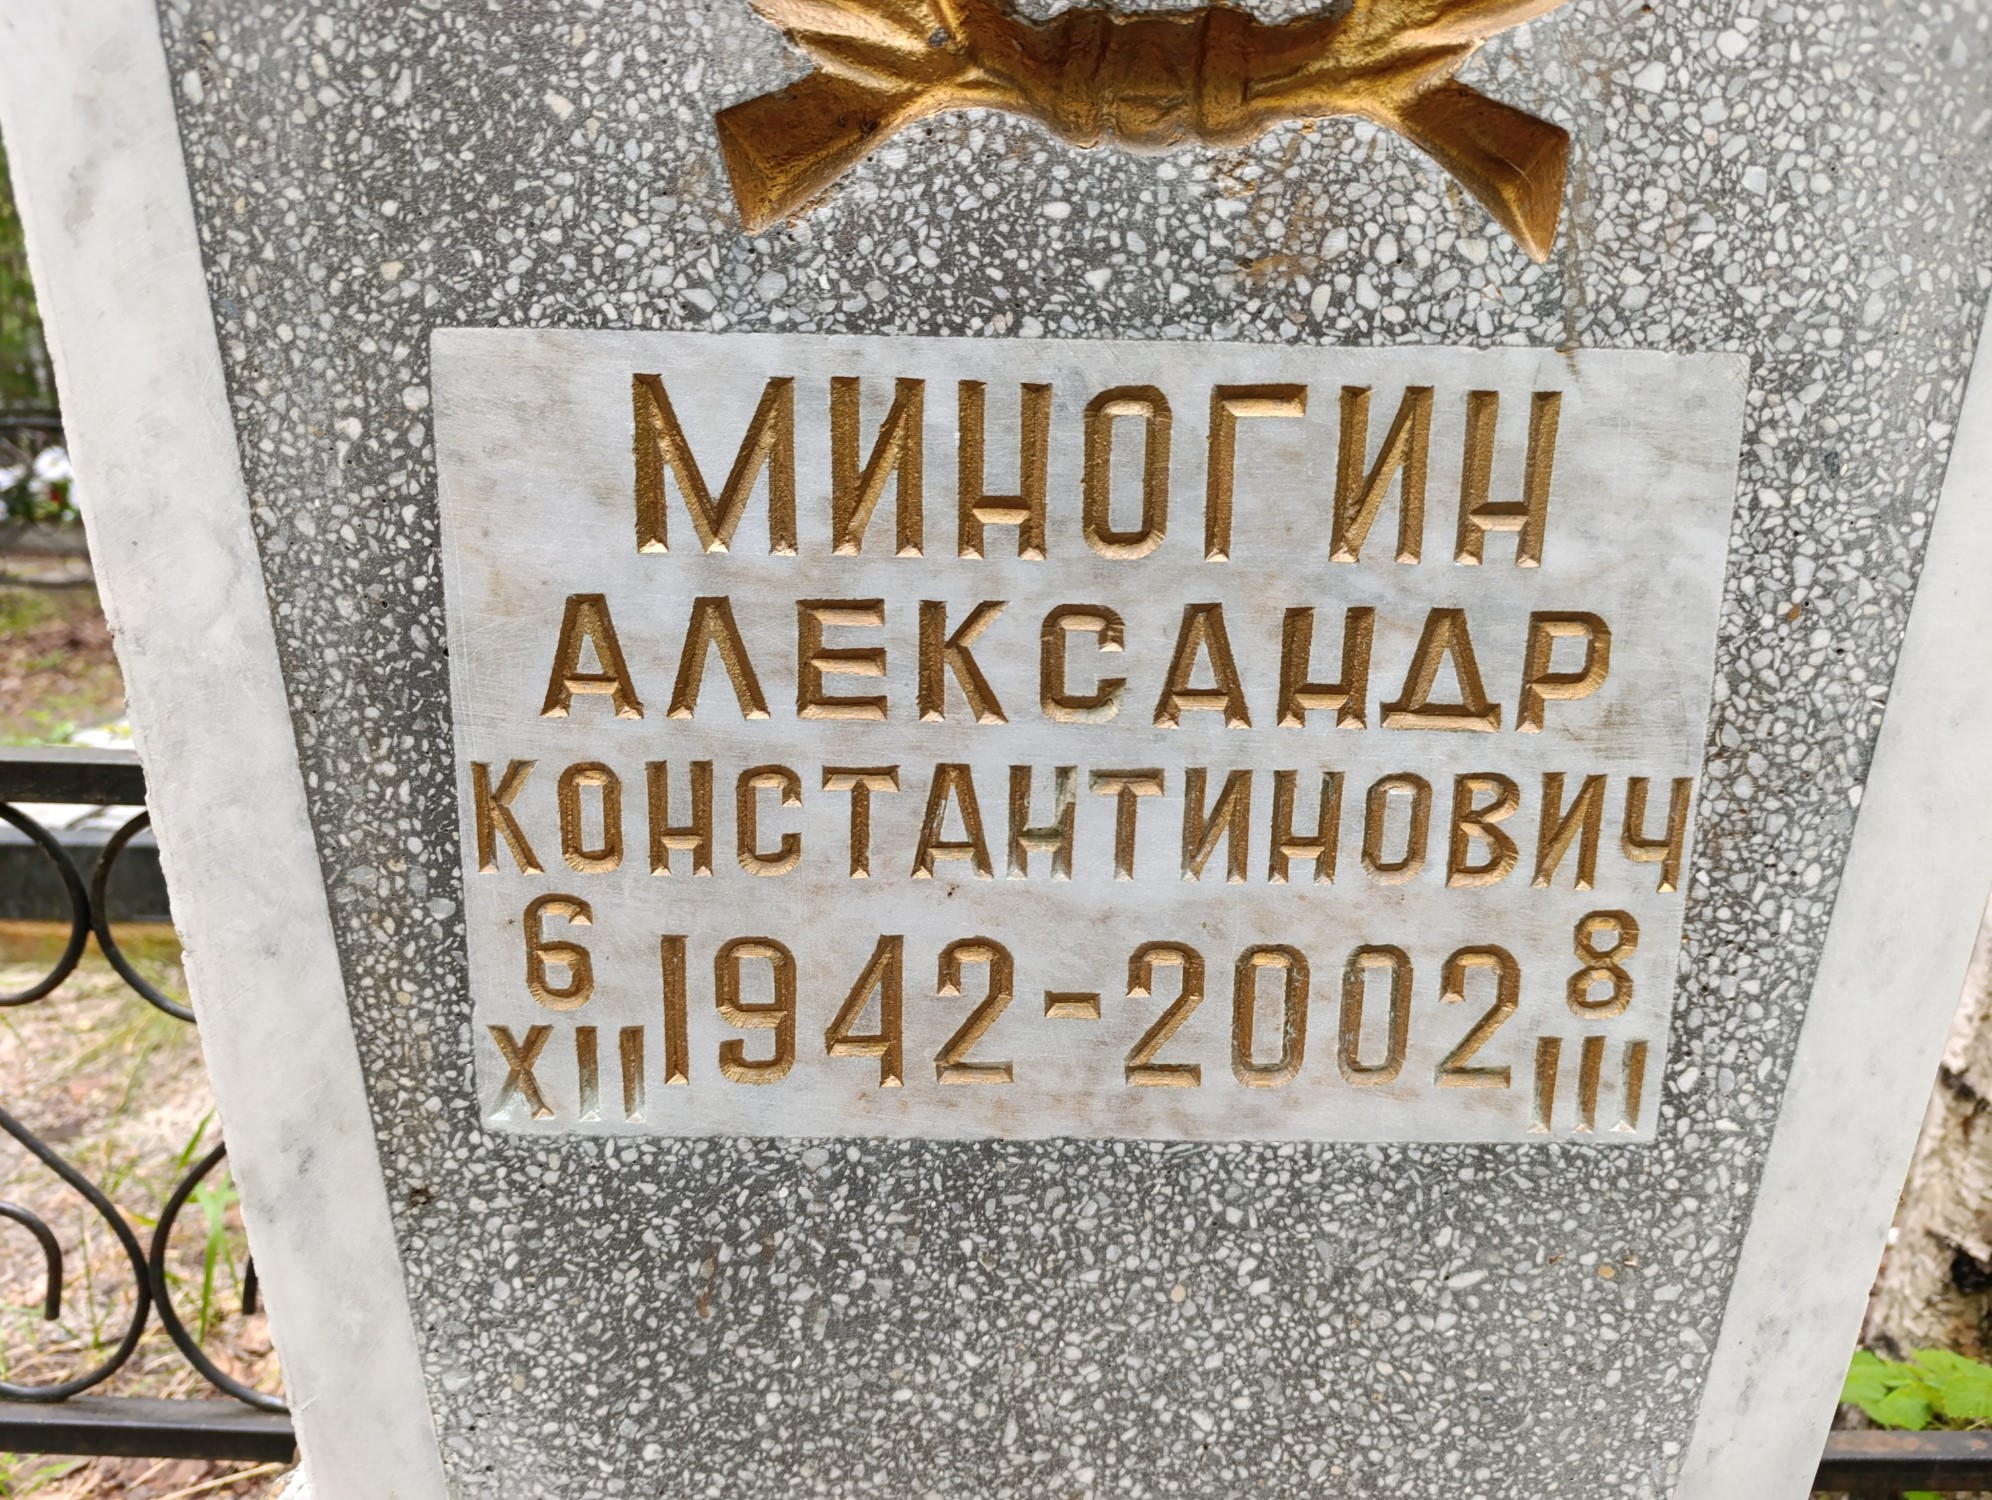 МИНОГИН
АЛЕКСАНДР
КОНСТАНТИНОВИЧ
6 XII 1942-2002 8 III